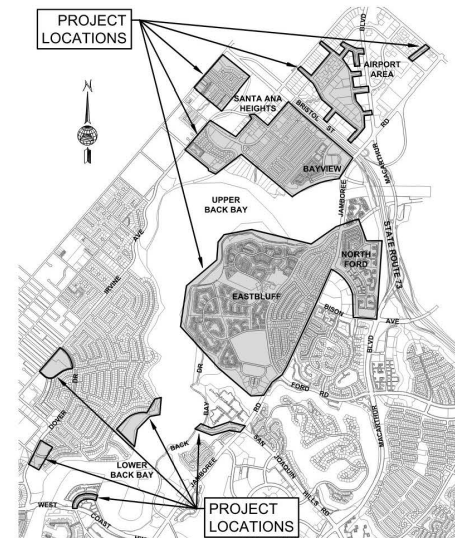 PROJECT
LOCATIONS
N
BLVD
AIRPORT
AREA
SANTA ANA
HEIGHTS
BRISTOL
ST
MACARTHUR
RD
BAYVIEW
UPPER
BACK BAY
JAMBOREE
STATE ROUTE 73
IRVINE
AVE
NORTH
FORD
EASTBLUFF
BISON
AVE
DR
FORD
RD
BLVD
MACARTHUR
DOVER
DR
BAY
BACK
RD
JAMBOREE
SAN
JOAQUIN
HILLS
RD
LOWER
BACK BAY
WEST
COAST
PROJECT
LOCATIONS